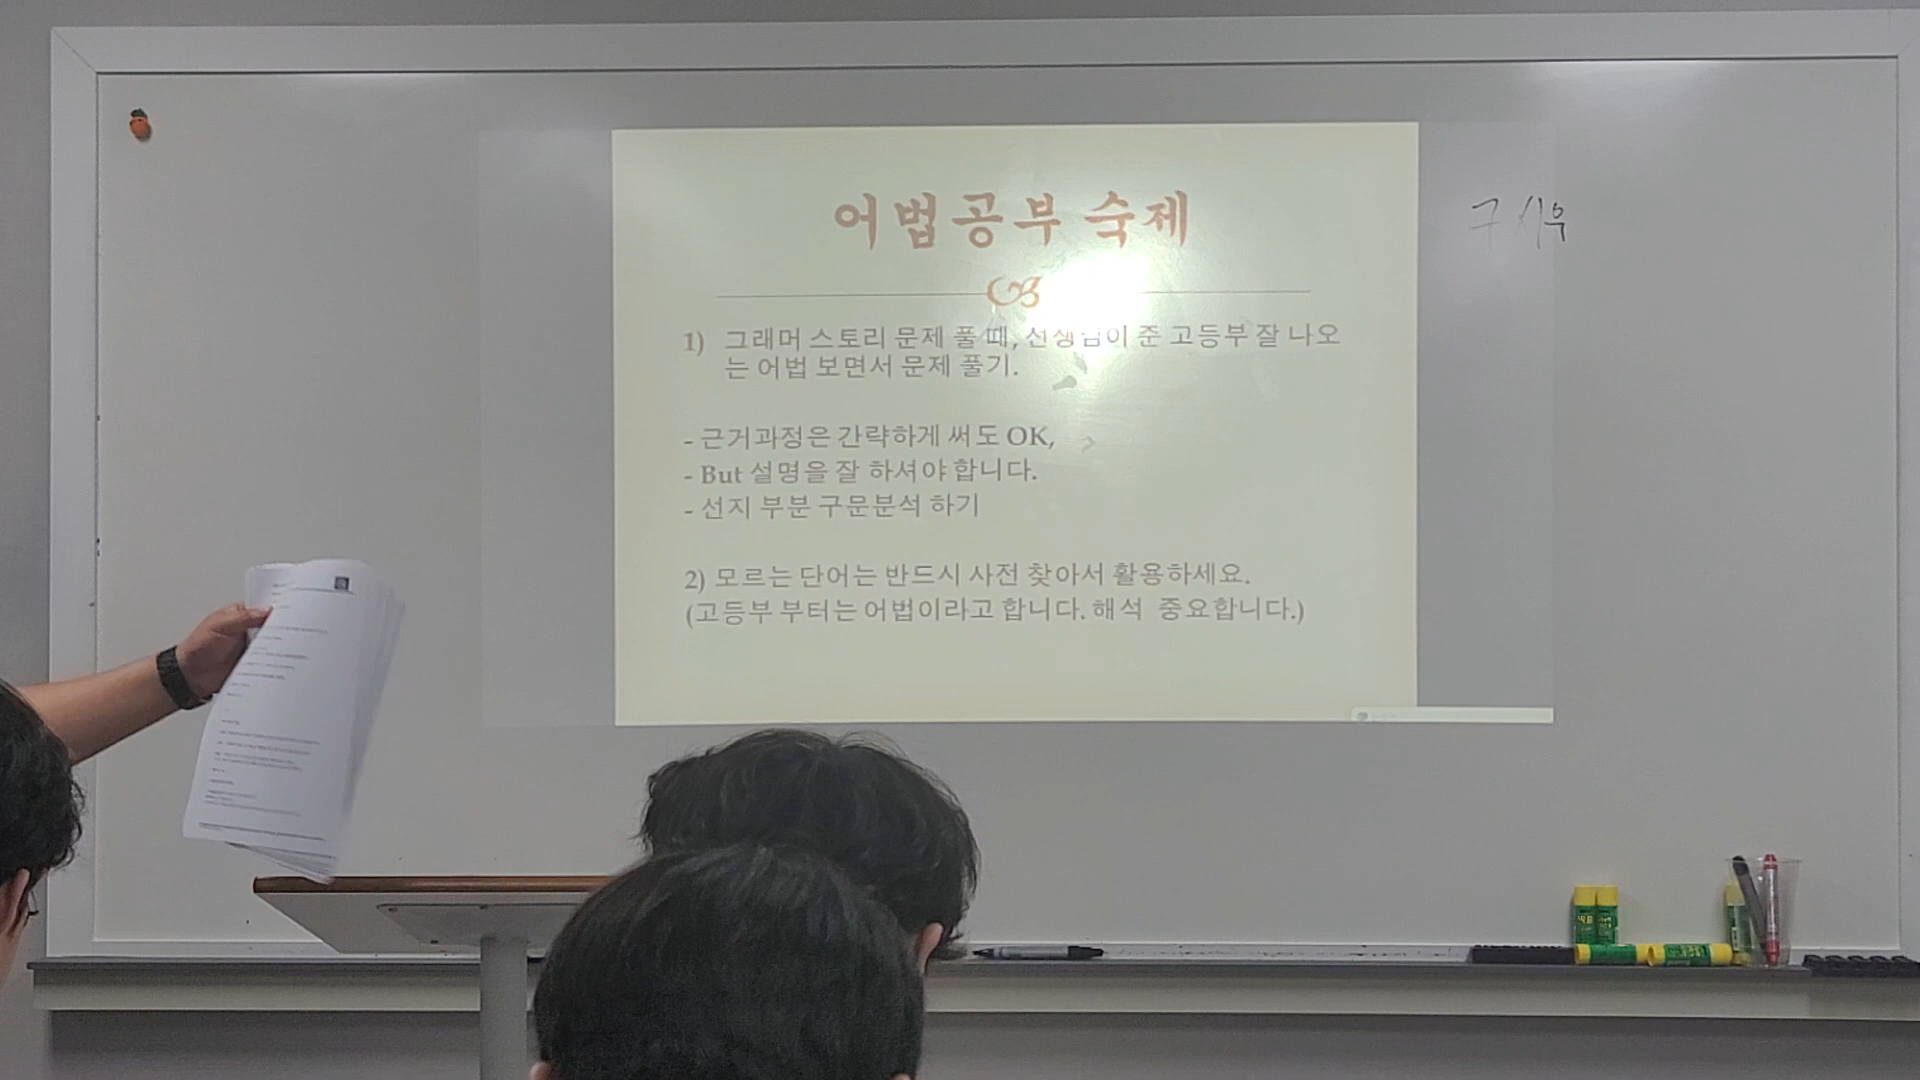 어법공부 숙제
1) 그래머 스토리 문제 풀 때, 선생님이 준 고등부 잘 나오
는 어법 보면서 문제 풀기.
- 근거과정은 간략하게 써도 OK,
- But 설명을 잘 하셔야 합니다.
- 선지 부분 구문분석 하기
2) 모르는 단어는 반드시 사전 찾아서 활용하세요.
(고등부 부터는 어법이라고 합니다. 해석 중요합니다.)
구시우